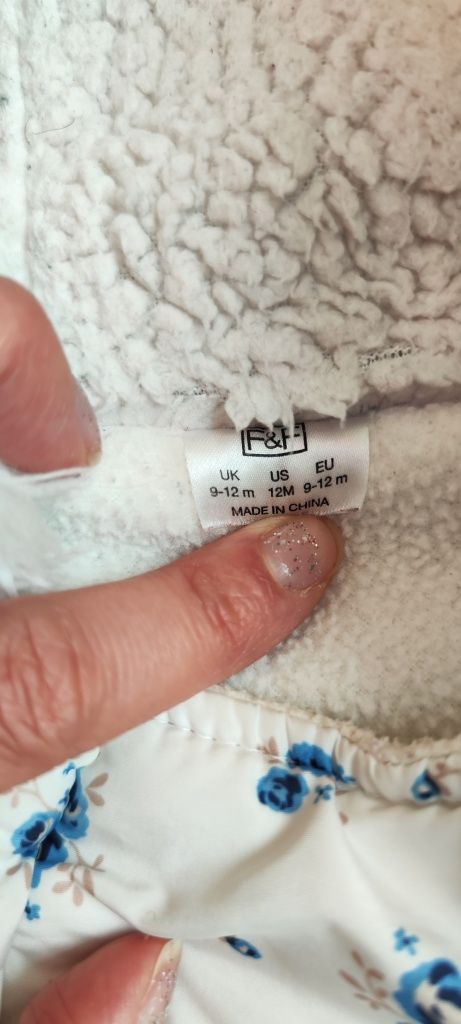 F&F
UK US EU
9-12 m 12M 9-12 m
MADE IN CHINA